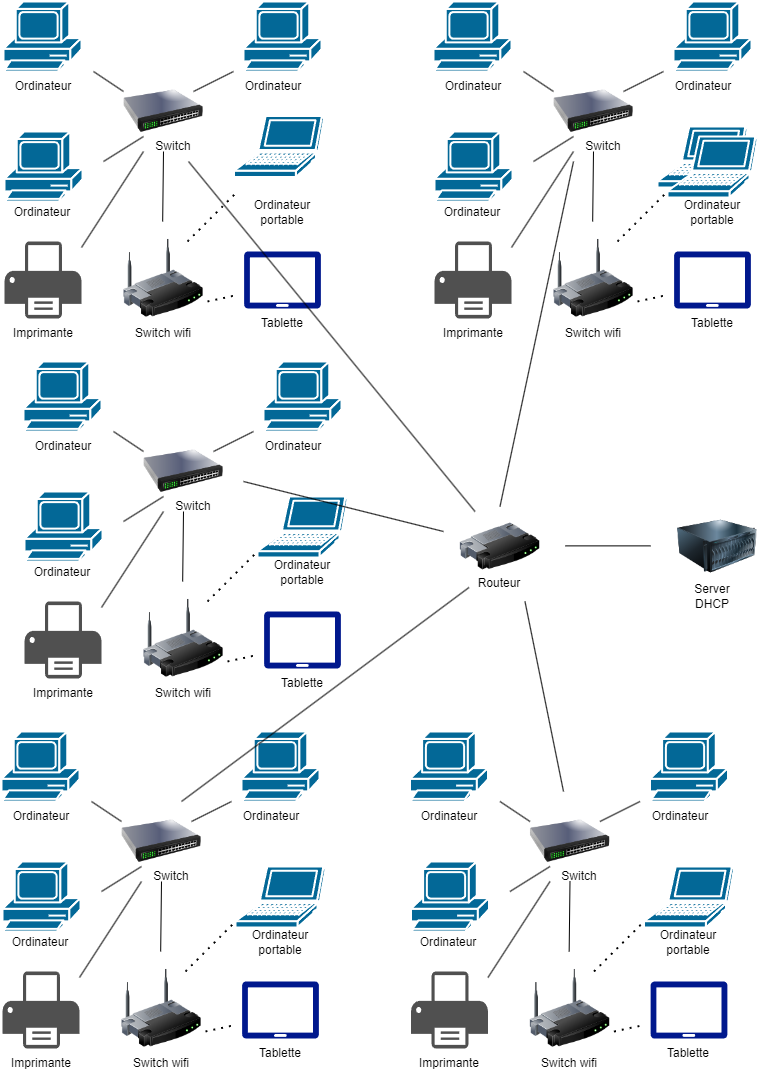 Ordinateur
Ordinateur
Switch
Ordinateur
Ordinateur
portable
Imprimante
Switch wifi
Tablette
Ordinateur
Ordinateur
Switch
Ordinateur
Ordinateur
portable
Imprimante
Switch wifi
Tablette
Ordinateur
Ordinateur
Switch
Ordinateur
Ordinateur
portable
Imprimante
Switch wifi
Tablette
Routeur
Server
DHCP
Ordinateur
Ordinateur
Switch
Ordinateur
Ordinateur
portable
Imprimante
Switch wifi
Tablette
Ordinateur
Ordinateur
Switch
Ordinateur
Ordinateur
portable
Imprimante
Switch wifi
Tablette